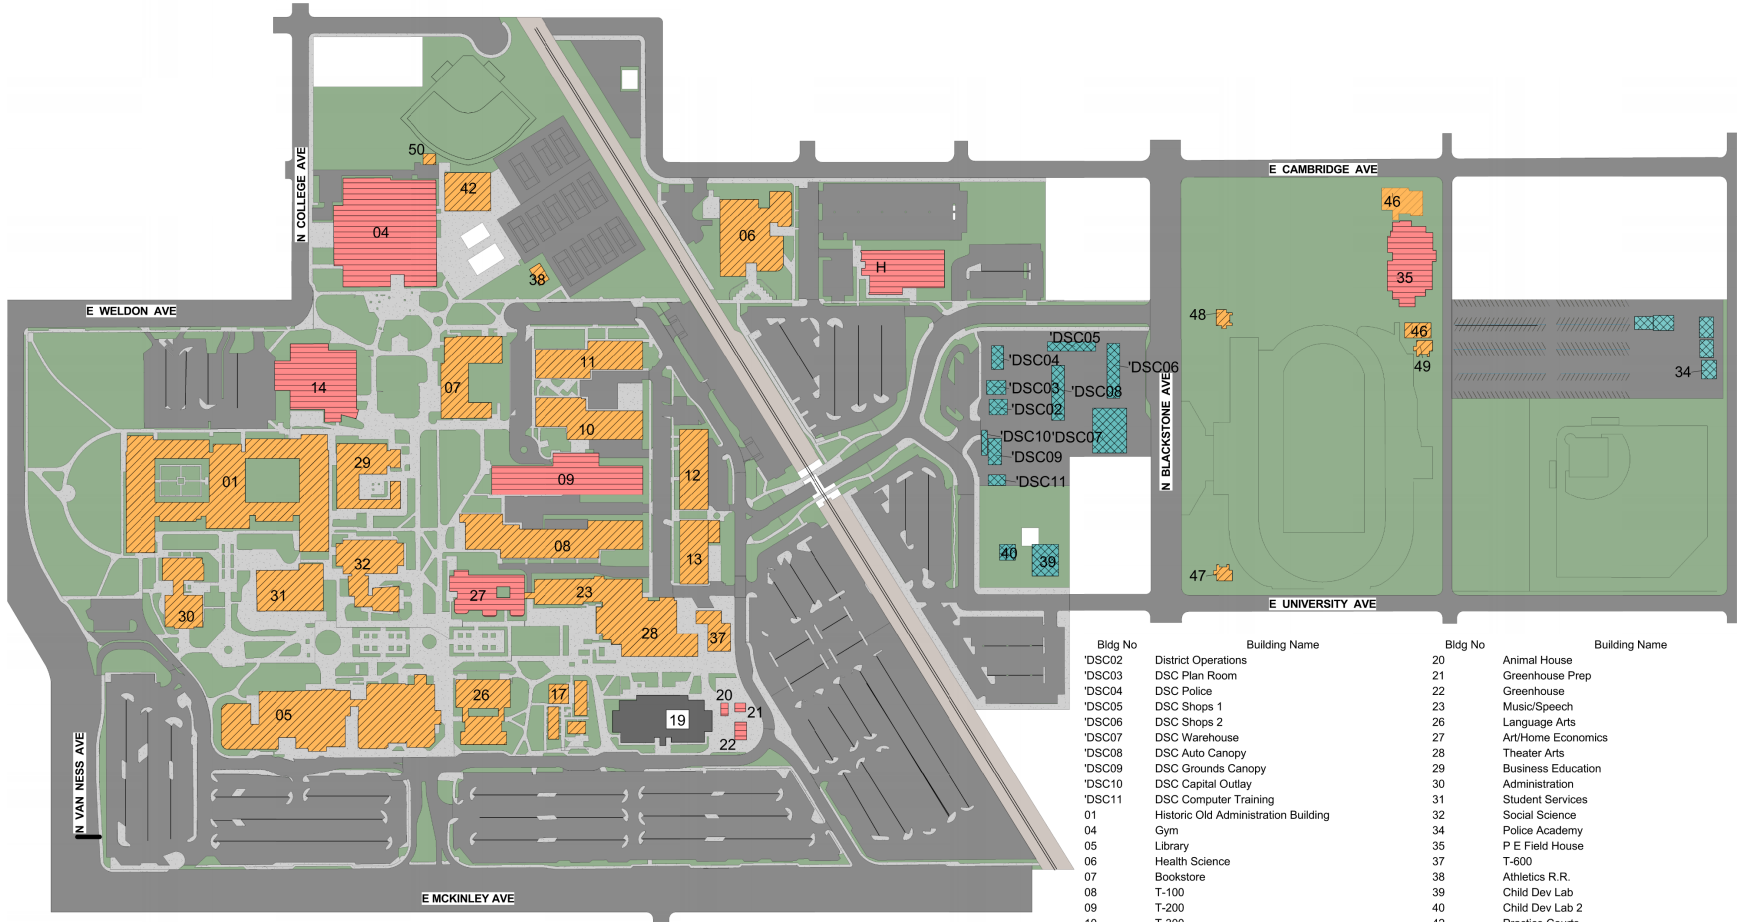 E CAMBRIDGE AVE
N COLLEGE AVE
50
42
04
38
06
H
46
35
48
46
49
34
E WELDON AVE
14
07
11
10
'DSC05
'DSC04
'DSC06
'DSC03
'DSC08
'DSC02
'DSC10
'DSC07
'DSC09
'DSC11
N BLACKSTONE AVE
01
29
09
12
08
13
32
31
30
27
23
28
37
40
39
47
E UNIVERSITY AVE
05
26
17
19
20
21
22
N VAN NESS AVE
E MCKINLEY AVE
Bldg No Building Name Bldg No Building Name
'DSC02 District Operations 20 Animal House
'DSC03 DSC Plan Room 21 Greenhouse Prep
'DSC04 DSC Police 22 Greenhouse
'DSC05 DSC Shops 1 23 Music/Speech
'DSC06 DSC Shops 2 26 Language Arts
'DSC07 DSC Warehouse 27 Art/Home Economics
'DSC08 DSC Auto Canopy 28 Theater Arts
'DSC09 DSC Grounds Canopy 29 Business Education
'DSC10 DSC Capital Outlay 30 Administration
'DSC11 DSC Computer Training 31 Student Services
01 Historic Old Administration Building 32 Social Science
04 Gym 34 Police Academy
05 Library 35 P E Field House
06 Health Science 37 T-600
07 Bookstore 38 Athletics R.R.
08 T-100 39 Child Dev Lab
09 T-200 40 Child Dev Lab 2